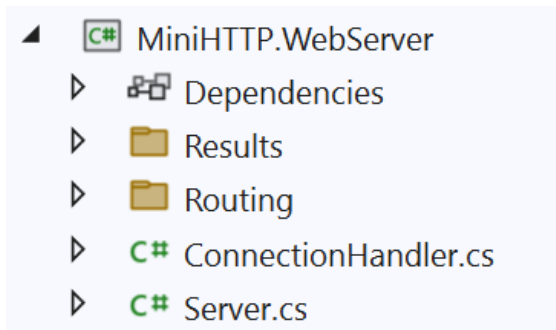 C# MiniHTTP.WebServer
Dependencies
Results
Routing
C# ConnectionHandler.cs
C# Server.cs